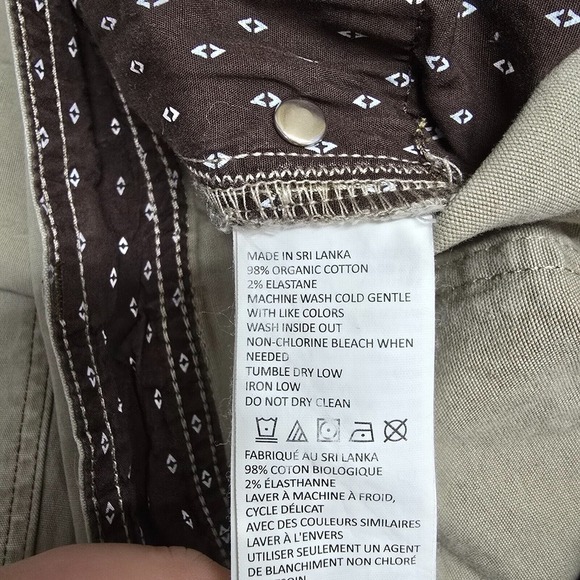 MADE IN SRI LANKA
98% ORGANIC COTTON
2% ELASTANE
MACHINE WASH COLD GENTLE
WITH LIKE COLORS
WASH INSIDE OUT
NON-CHLORINE BLEACH WHEN
NEEDED
TUMBLE DRY LOW
IRON LOW
DO NOT DRY CLEAN
FABRIQUÉ AU SRI LANKA
98% COTON BIOLOGIQUE
2% ÉLASTHANNE
LAVER À MACHINE À FROID,
CYCLE DÉLICAT
AVEC DES COULEURS SIMILAIRES
LAVER À L'ENVERS
UTILISER SEULEMENT UN AGENT
DE BLANCHIMENT NON CHLORÉ